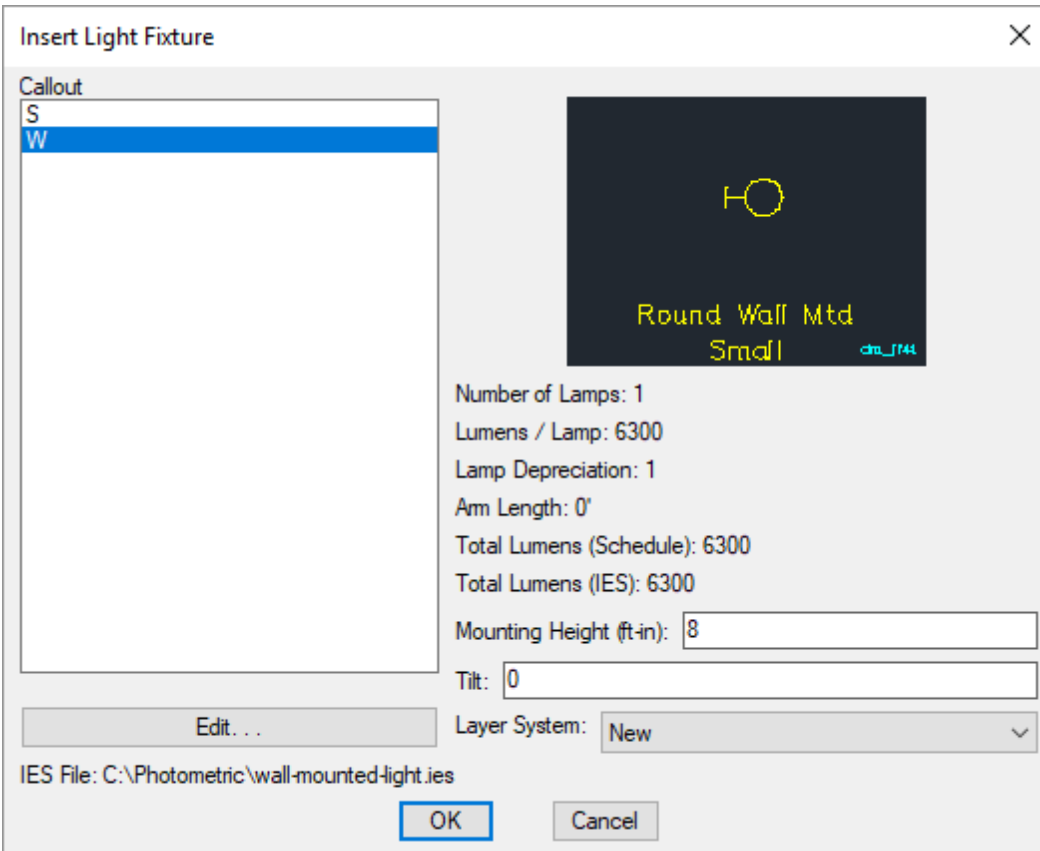 Insert Light Fixture
Callout
S
W
Round Wall Mtd
Small
Number of Lamps: 1
Lumens / Lamp: 6300
Lamp Depreciation: 1
Arm Length: 0'
Total Lumens (Schedule): 6300
Total Lumens (IES): 6300
Mounting Height (ft-in): 8
Tilt: 0
Edit. . .
Layer System: New
IES File: C:\Photometric\wall-mounted-light.ies
OK
Cancel